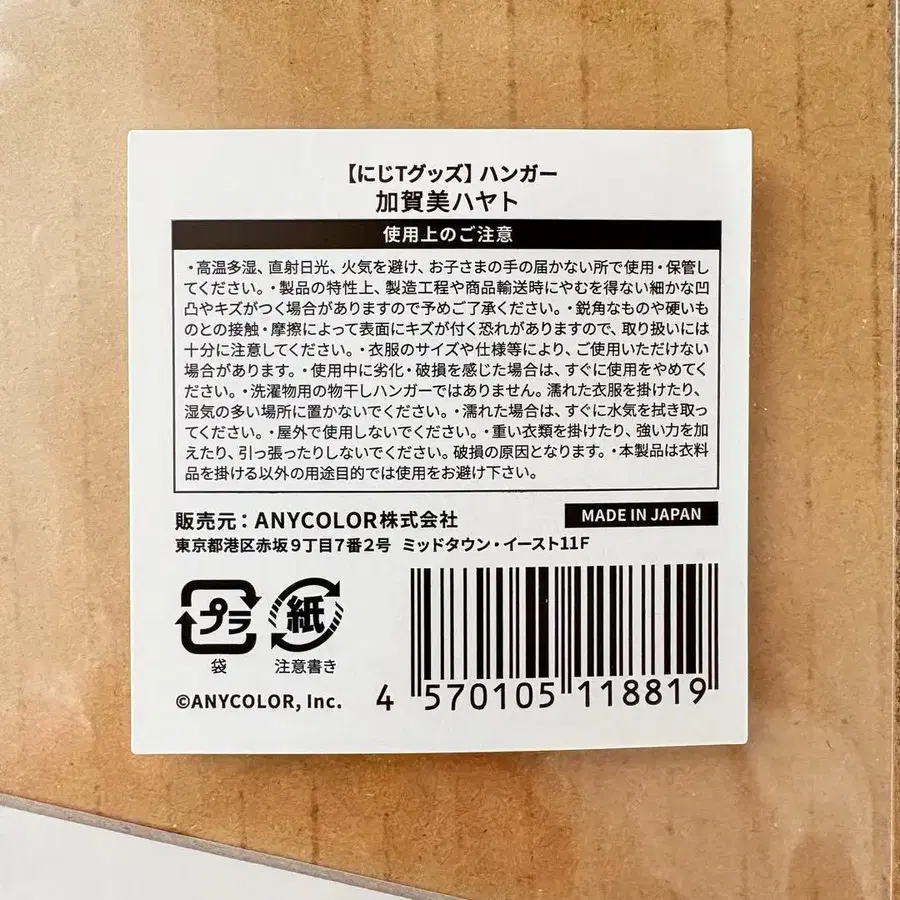 【にじTグッズ】ハンガー
加賀美ハヤト
使用上のご注意
・高温多湿、直射日光、火気を避け、お子さまの手の届かない所で使用・保管し
てください。・製品の特性上、製造工程や商品輸送時にやむを得ない細かな凹
凸やキズがつく場合がありますので予めご了承ください。・鋭角なものや硬いも
のとの接触・摩擦によって表面にキズが付く恐れがありますので、取り扱いには
十分に注意してください。・衣服のサイズや仕様等により、ご使用いただけない
場合があります。・使用中に劣化・破損を感じた場合は、すぐに使用をやめてく
ださい。・洗濯物用の物干しハンガーではありません。濡れた衣服を掛けたり、
湿気の多い場所に置かないでください。・濡れた場合は、すぐに水気を拭き取っ
てください。・屋外で使用しないでください。・重い衣類を掛けたり、強い力を加
えたり、引っ張ったりしないでください。破損の原因となります。・本製品は衣料
品を掛ける以外の用途目的では使用をお避け下さい。
販売元：ANYCOLOR株式会社
MADE IN JAPAN
東京都港区赤坂9丁目7番2号 ミッドタウン・イースト11F
プラ
紙
袋
注意書き
©ANYCOLOR, Inc.
4 570105 118819